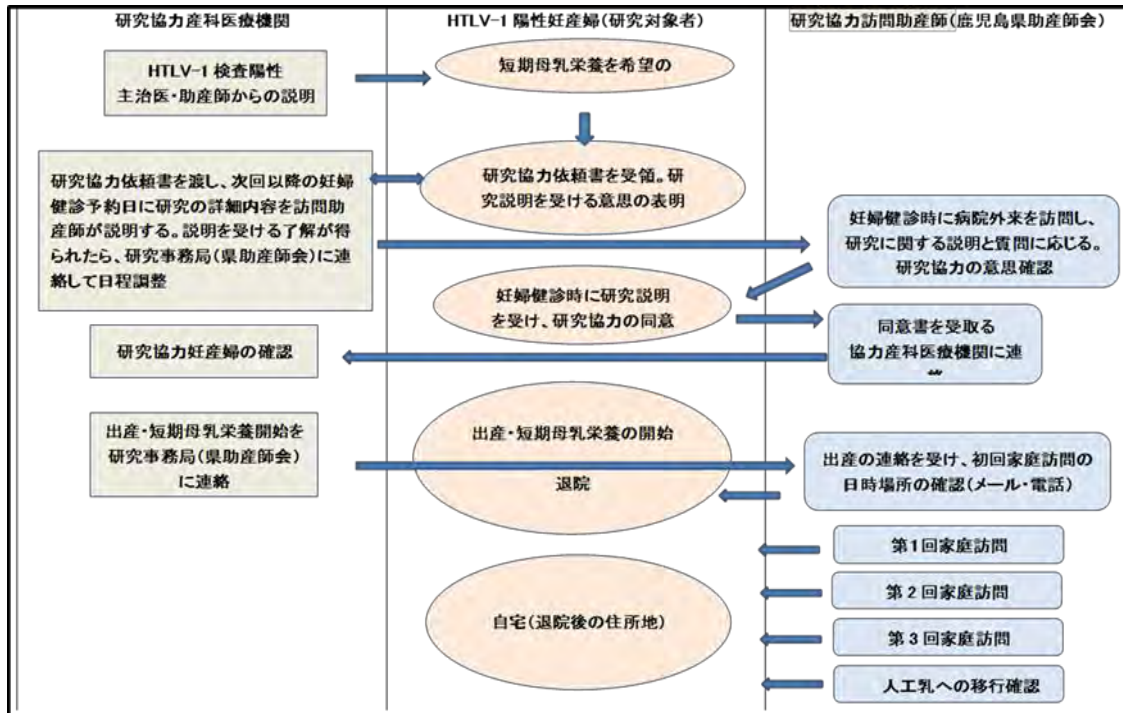 研究協力産科医療機関
HTLV-1 陽性妊産婦(研究対象者)
研究協力訪問助産師(鹿児島県助産師会)
HTLV-1 検査陽性
主治医・助産師からの説明
短期母乳栄養を希望の
研究協力依頼書を渡し、次回以降の妊婦
健診予約日に研究の詳細内容を訪問助
産師が説明する。説明を受ける了解が得
られたら、研究事務局(県助産師会)に連
絡して日程調整
研究協力依頼書を受領。研
究説明を受ける意思の表明
妊婦健診時に病院外来を訪問し、
研究に関する説明と質問に応じる。
研究協力の意思確認
妊婦健診時に研究説明
を受け、研究協力の同意
同意書を受取る
協力産科医療機関に連
研究協力妊産婦の確認
出産・短期母乳栄養開始を
研究事務局(県助産師会)
に連絡
出産・短期母乳栄養の開始
退院
出産の連絡を受け、初回家庭訪問の
日時場所の確認(メール・電話)
自宅(退院後の住所地)
第1回家庭訪問
第2回家庭訪問
第3回家庭訪問
人工乳への移行確認